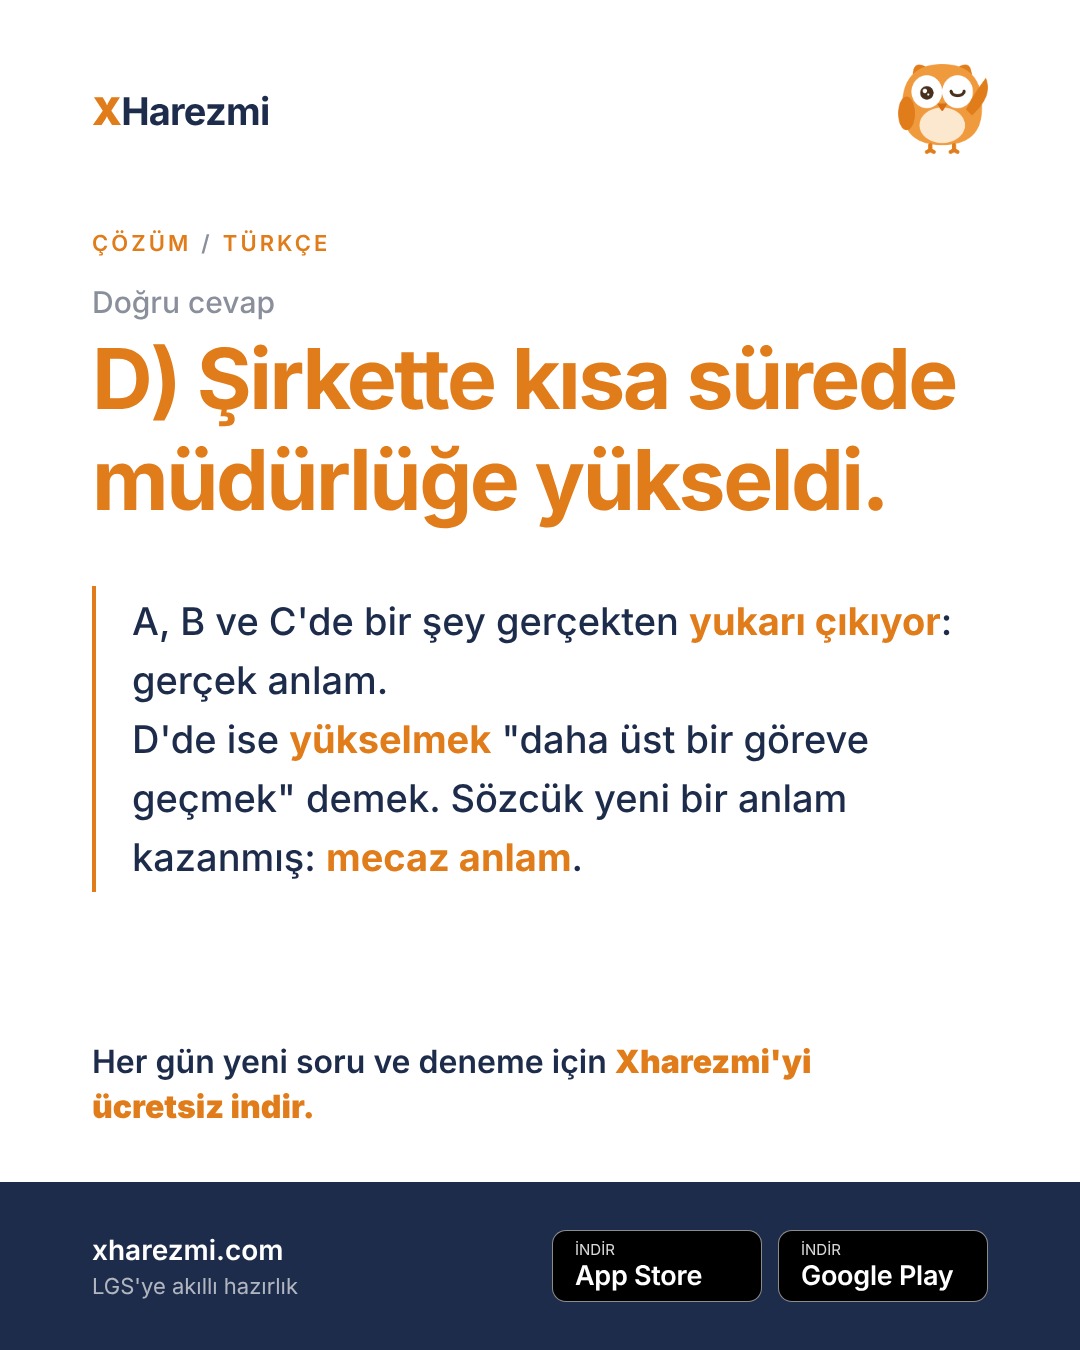 XHarezmi
ÇÖZÜM / TÜRKÇE
Doğru cevap
D) Şirkette kısa sürede
müdürlüğe yükseldi.
A, B ve C'de bir şey gerçekten yukarı çıkıyor:
gerçek anlam.
D'de ise yükselmek "daha üst bir göreve
geçmek" demek. Sözcük yeni bir anlam
kazanmış: mecaz anlam.
Her gün yeni soru ve deneme için Xharezmi'yi
ücretsiz indir.
xharezmi.com
LGS'ye akıllı hazırlık
İNDİR
App Store
İNDİR
Google Play